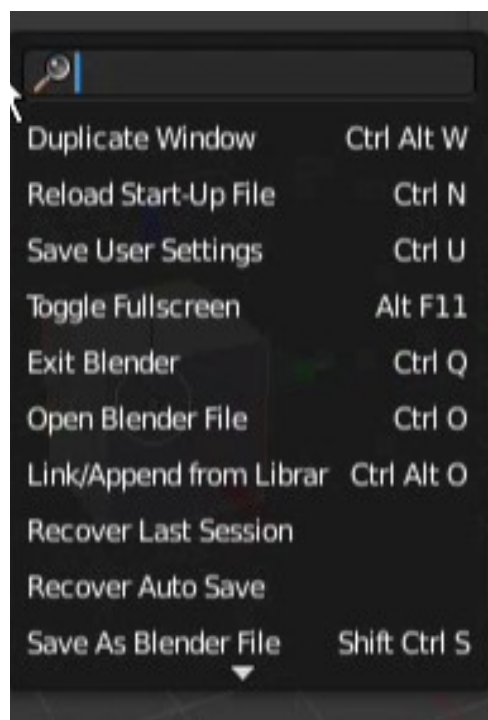 Duplicate Window Ctrl Alt W
Reload Start-Up File Ctrl N
Save User Settings Ctrl U
Toggle Fullscreen Alt F11
Exit Blender Ctrl Q
Open Blender File Ctrl O
Link/Append from Librar Ctrl Alt O
Recover Last Session
Recover Auto Save
Save As Blender File Shift Ctrl S